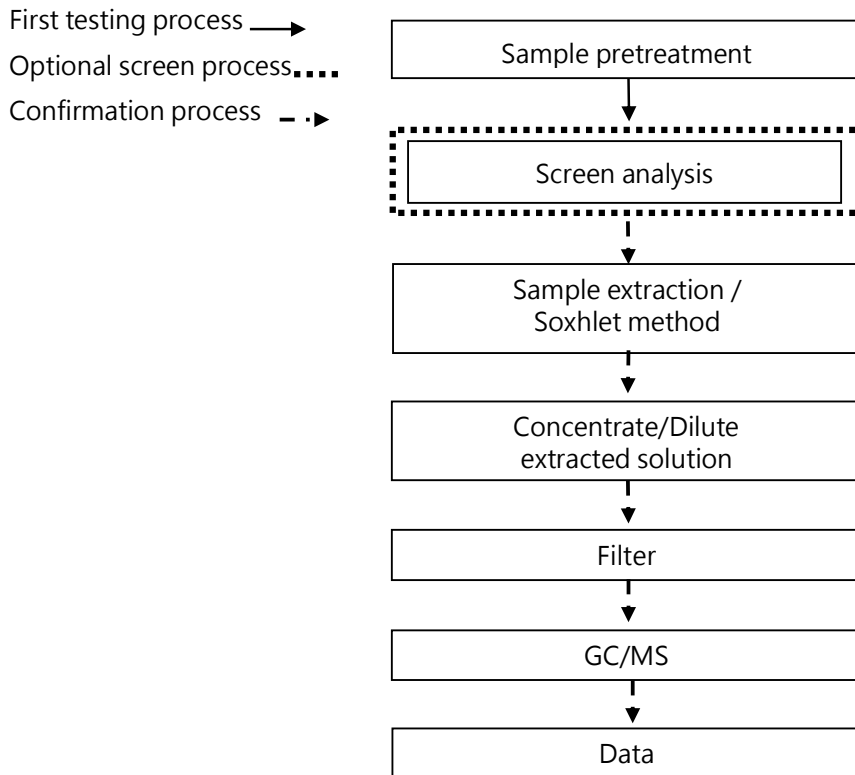 First testing process
Optional screen process
Confirmation process
Sample pretreatment
Screen analysis
Sample extraction /
Soxhlet method
Concentrate/Dilute
extracted solution
Filter
GC/MS
Data